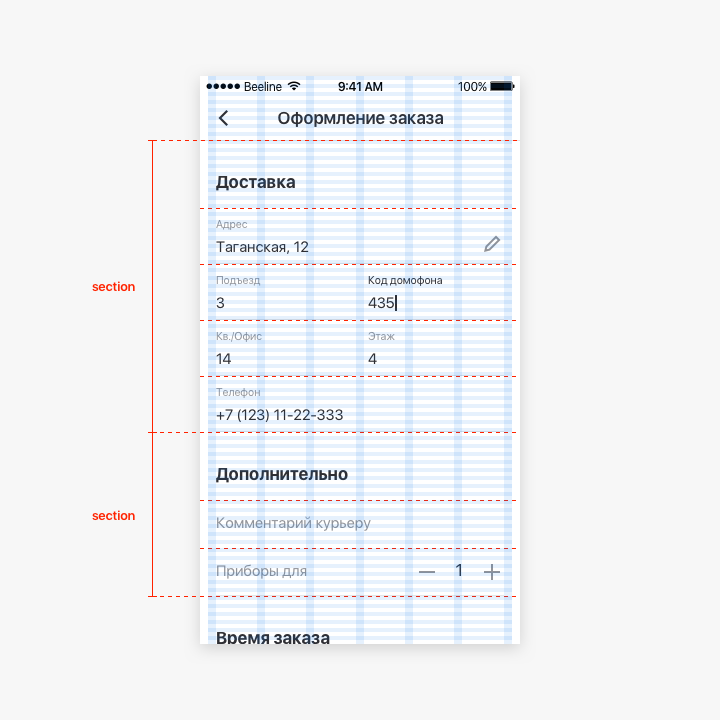 Beeline 9:41 AM 100%
Оформление заказа
Доставка
Адрес
Таганская, 12
section
Подъезд Код домофона
3 435
Кв./Офис Этаж
14 4
Телефон
+7 (123) 11-22-333
Дополнительно
section
Комментарий курьеру
Приборы для 1
Время заказа